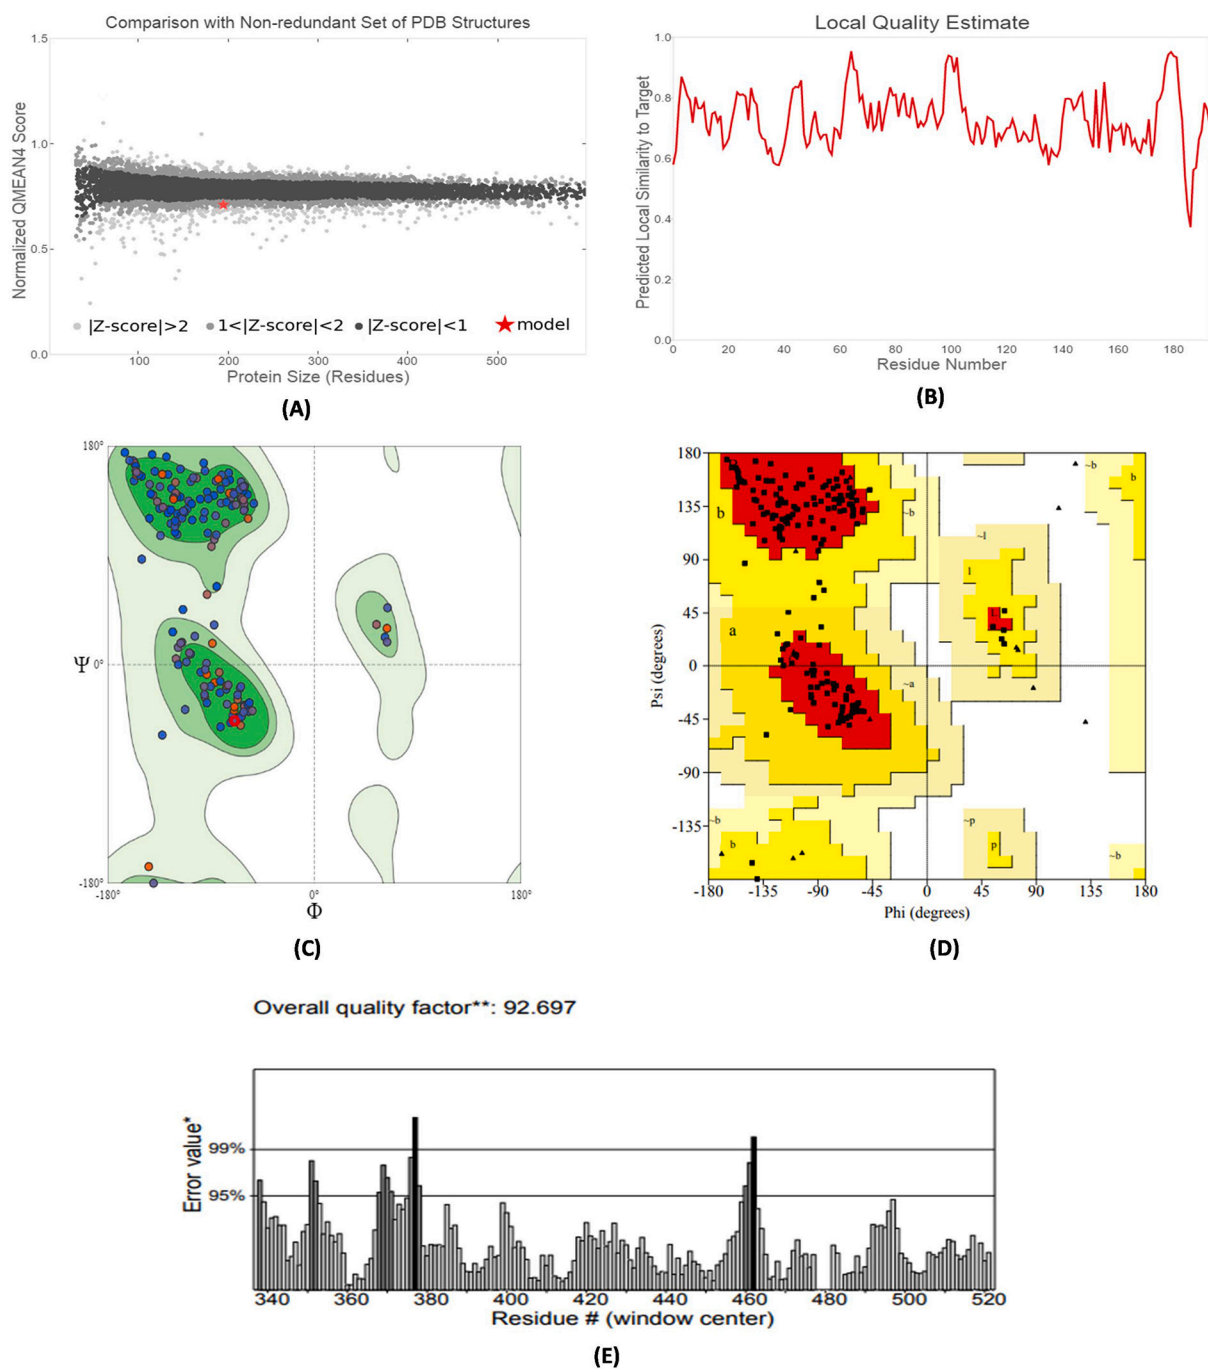 Comparison with Non-redundant Set of PDB Structures
Normalized QMEAN4 Score
1.5
1.0
0.5
0.0
|Z-score|>2
1<|Z-score|<2
|Z-score|<1
model
100
200
300
400
500
Protein Size (Residues)
(A)
Local Quality Estimate
Predicted Local Similarity to Target
1.0
0.8
0.6
0.4
0.2
0.0
0
20
40
60
80
100
120
140
160
180
Residue Number
(B)
180°
Ψ
0°
-180°
-180°
0°
180°
Φ
(C)
Psi (degrees)
180
135
90
45
0
-45
-90
-135
b
~b
~b
b
~l
l
a
~a
~b
b
~p
p
~b
-180
-135
-90
-45
0
45
90
135
180
Phi (degrees)
(D)
Overall quality factor**: 92.697
Error value*
99%
95%
340
360
380
400
420
440
460
480
500
520
Residue # (window center)
(E)